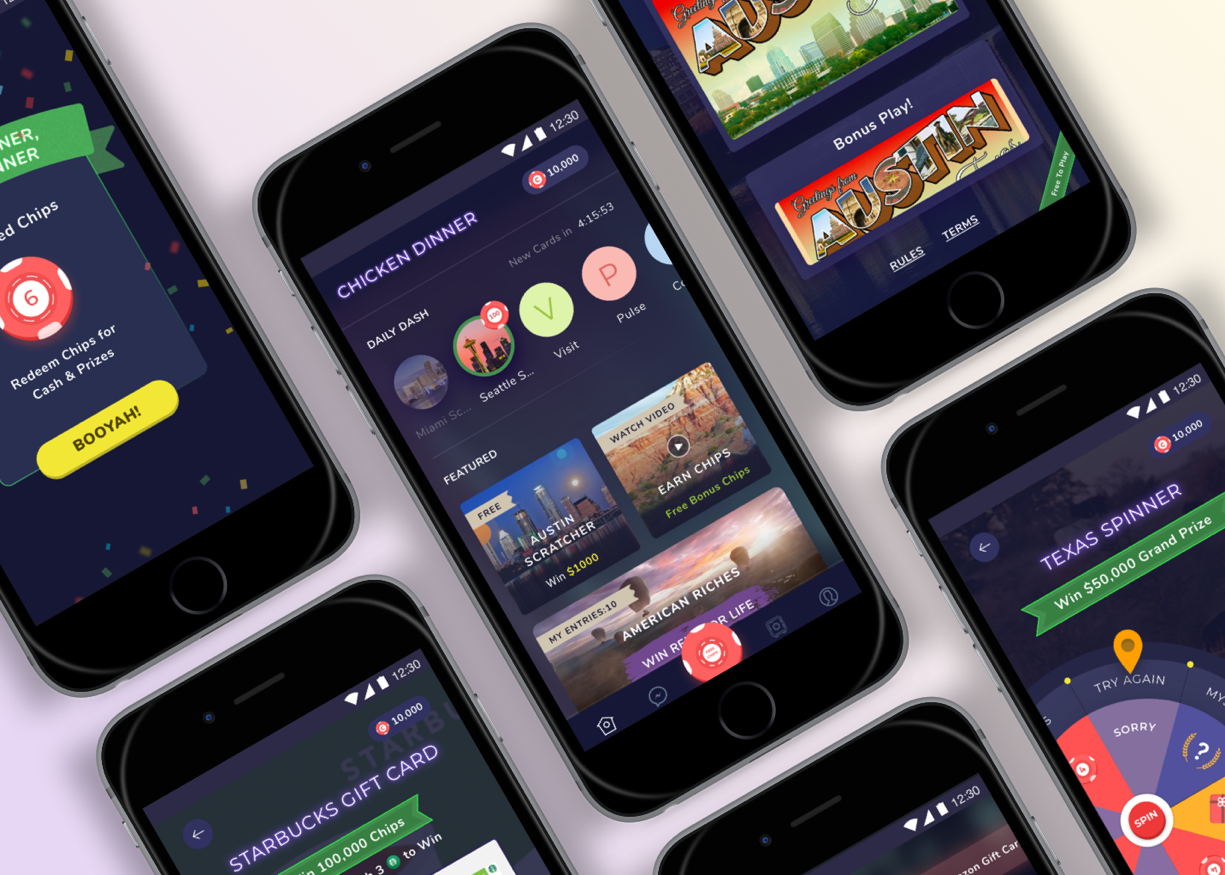 NER,
NNER
ed Chips
6
Redeem Chips for
Cash & Prizes
BOOYAH!
12:30
10,000
CHICKEN DINNER
New Cards in 4:15:53
DAILY DASH
100
V
P
Miami Sc...
Seattle S...
Visit
Pulse
Co
FEATURED
FREE
AUSTIN
SCRATCHER
Win $1000
WATCH VIDEO
EARN CHIPS
Free Bonus Chips
MY ENTRIES:10
AMERICAN RICHES
WIN RE FOR LIFE
Greetings from
AUS
Bonus Play!
Greetings from
AUSTIN
Free To Play
RULES
TERMS
12:30
10,000
TEXAS SPINNER
Win $50,000 Grand Prize
TRY AGAIN
MYS
SORRY
?
SPIN
12:30
10,000
STARBU
STARBUCKS GIFT CARD
in 100,000 Chips
h 3 to Win
12:30
zon Gift Car